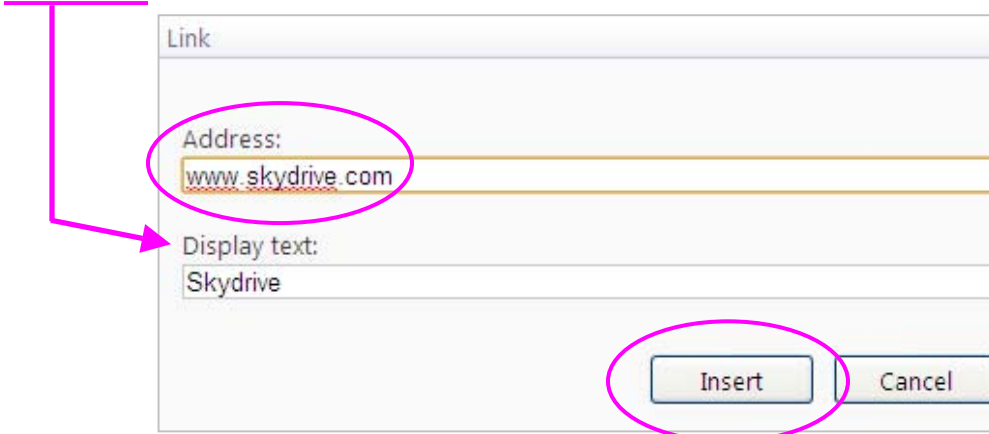 Link
Address:
www.skydrive.com
Display text:
Skydrive
Insert Cancel